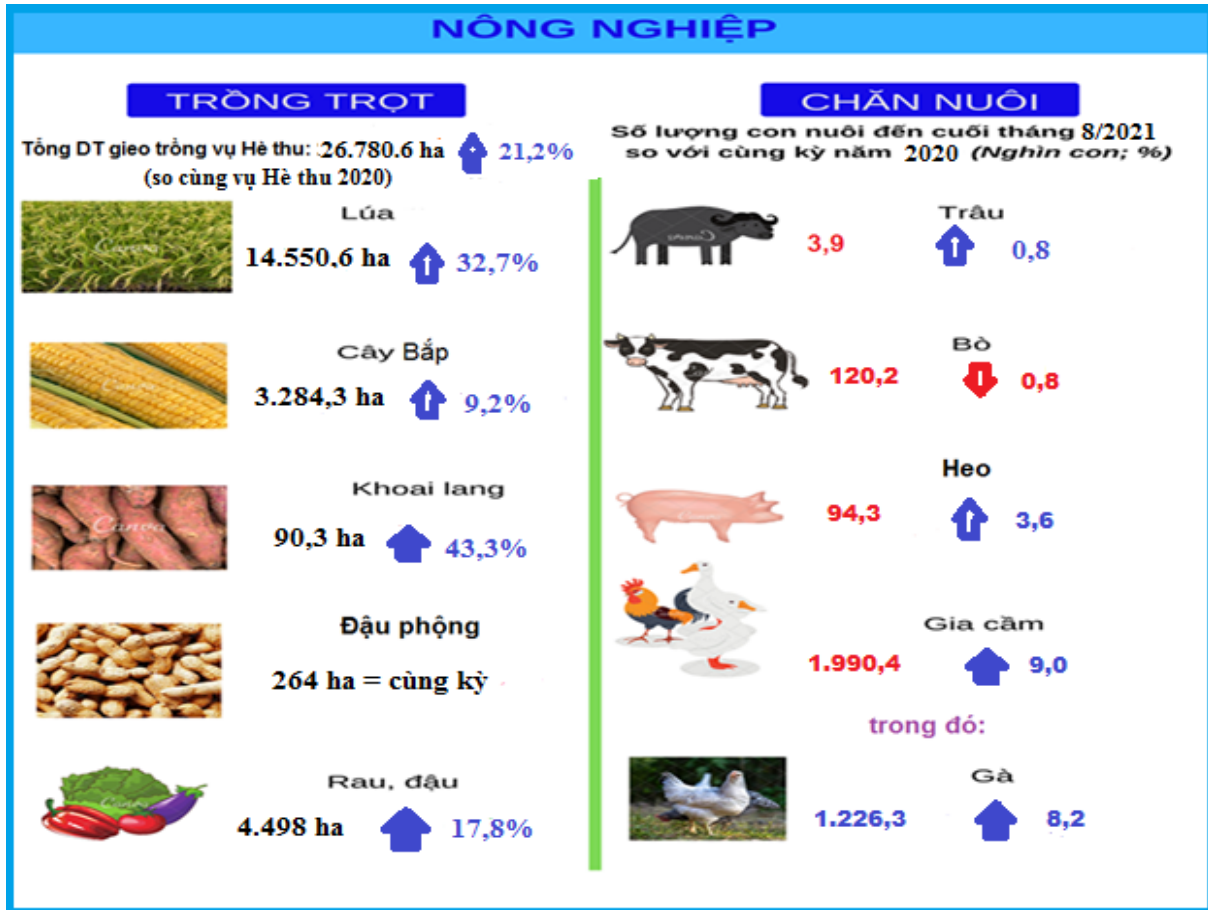 NÔNG NGHIỆP
TRỒNG TRỌT
Tổng DT gieo trồng vụ Hè thu: 26.780.6 ha 21,2%
(so cùng vụ Hè thu 2020)
Lúa
14.550,6 ha 32,7%
Cây Bắp
3.284,3 ha 9,2%
Khoai lang
90,3 ha 43,3%
Đậu phộng
264 ha = cùng kỳ
Rau, đậu
4.498 ha 17,8%
CHĂN NUÔI
Số lượng con nuôi đến cuối tháng 8/2021
so với cùng kỳ năm 2020 (Nghìn con; %)
Trâu
3,9 0,8
Bò
120,2 0,8
Heo
94,3 3,6
Gia cầm
1.990,4 9,0
trong đó:
Gà
1.226,3 8,2
Canva
Canva
Canva
Canva
Canva